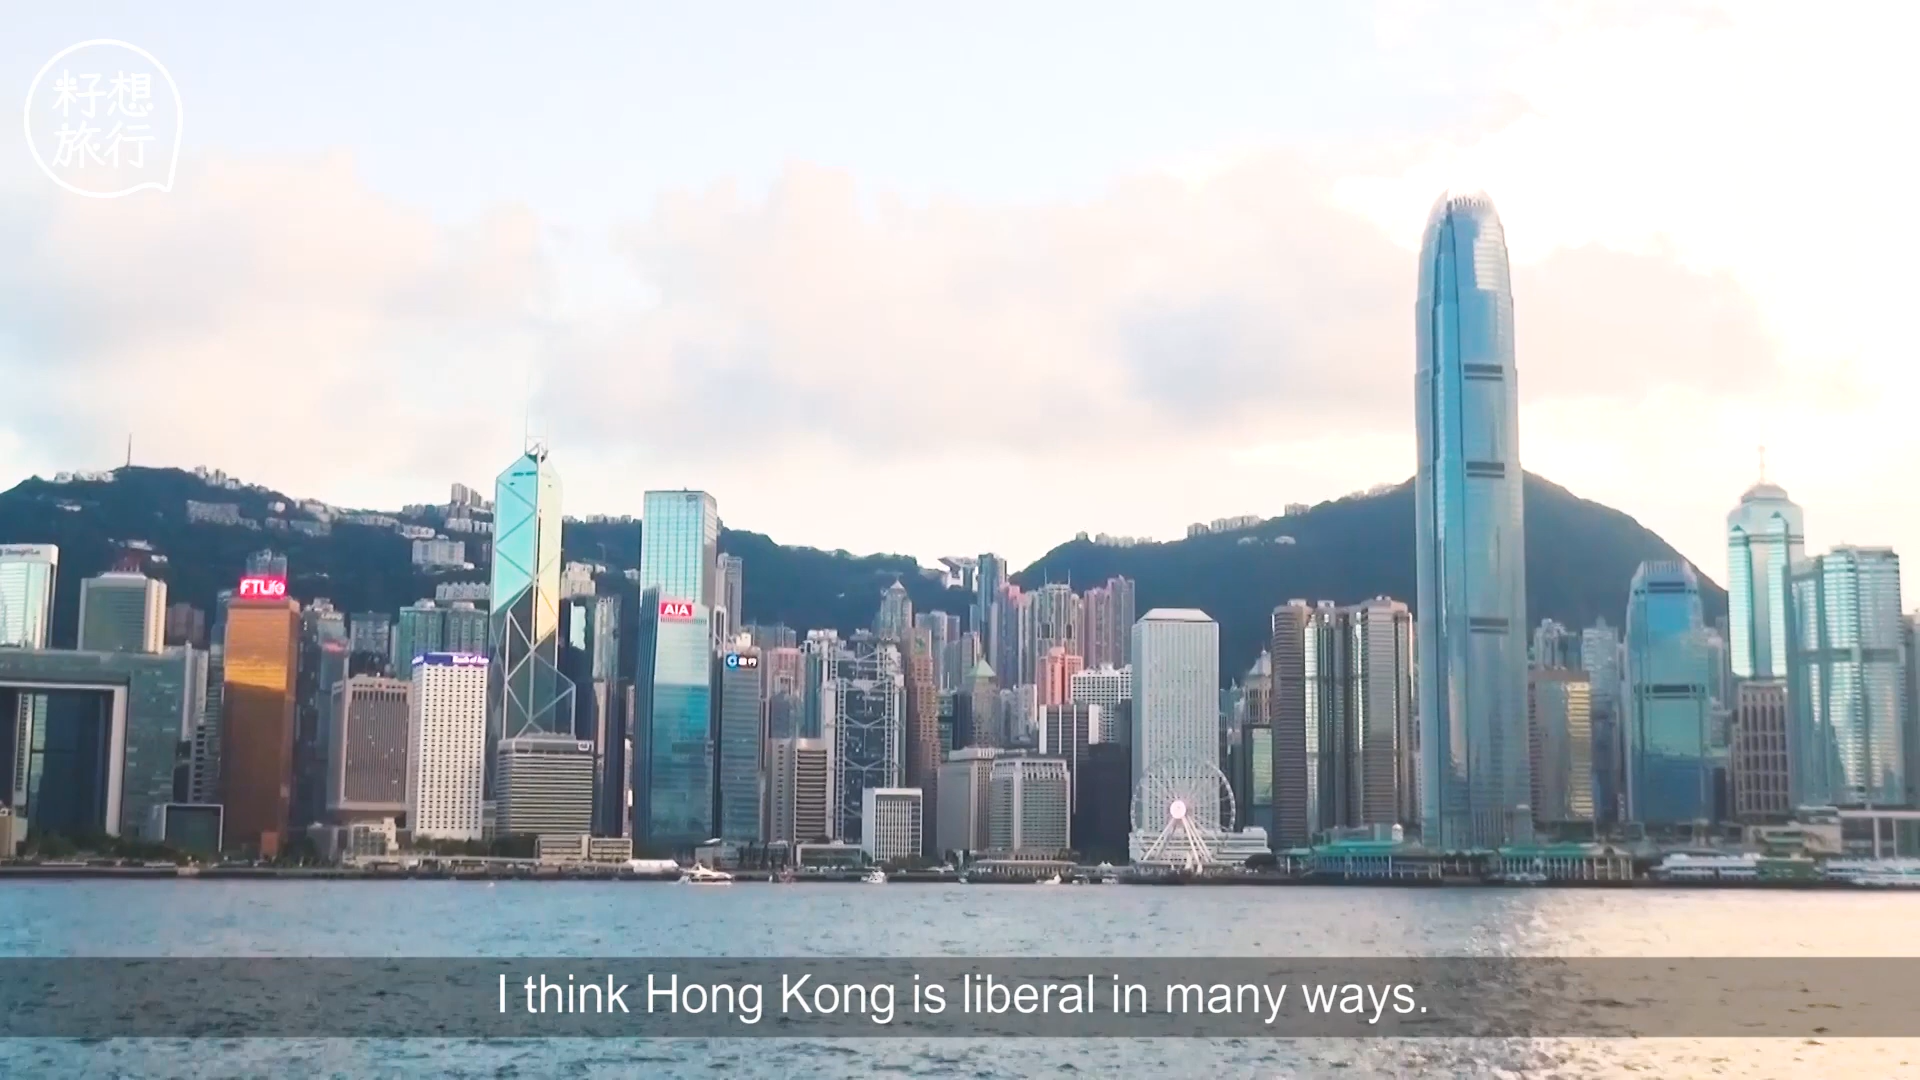 籽想
旅行
FTLife
AIA
I think Hong Kong is liberal in many ways.